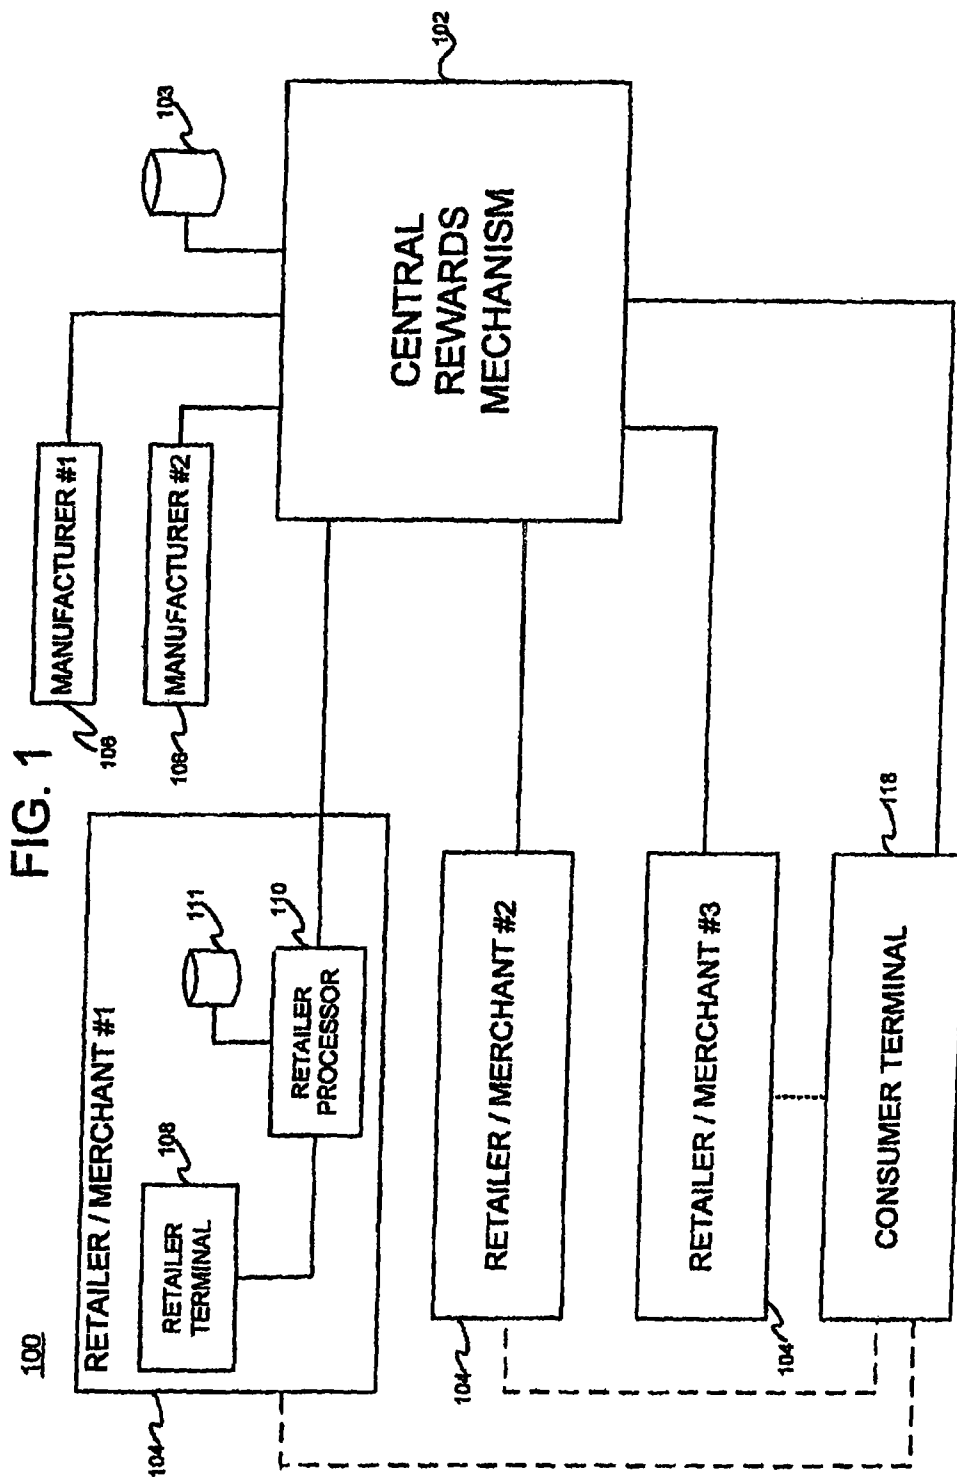 FIG. 1
100
RETAILER / MERCHANT #1
104
RETAILER
TERMINAL
108
RETAILER
PROCESSOR
110
111
MANUFACTURER #1
106
MANUFACTURER #2
106
103
CENTRAL
REWARDS
MECHANISM
102
RETAILER / MERCHANT #2
104
RETAILER / MERCHANT #3
104
CONSUMER TERMINAL
118